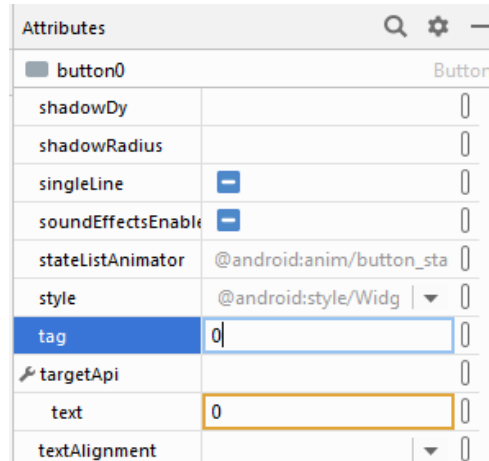 Attributes
button0 Button
shadowDy
shadowRadius
singleLine
soundEffectsEnable
stateListAnimator @android:anim/button_sta
style @android:style/Widg
tag 0
targetApi
text 0
textAlignment